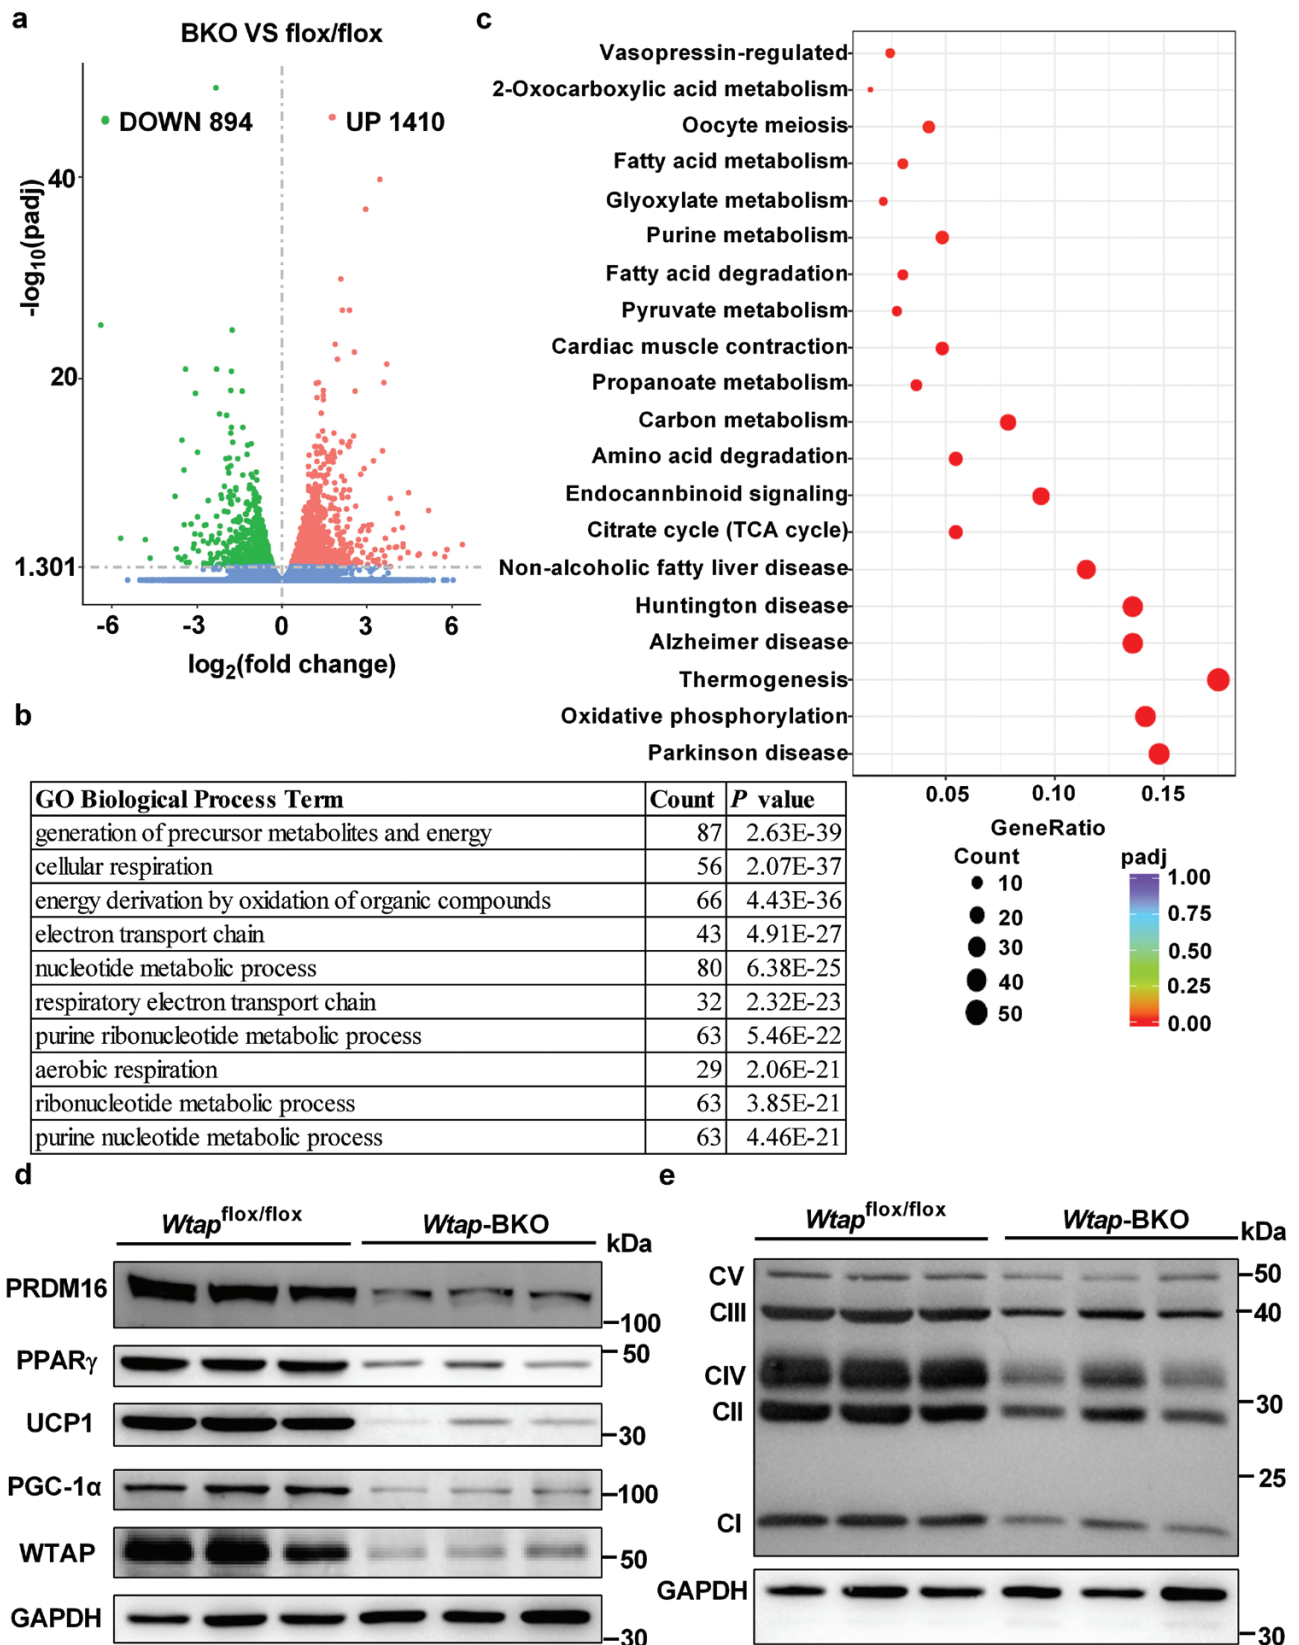 a
BKO VS flox/flox
DOWN 894
UP 1410
-log10(padj)
40
20
1.301
-6 -3 0 3 6
log2(fold change)
c
Vasopressin-regulated
2-Oxocarboxylic acid metabolism
Oocyte meiosis
Fatty acid metabolism
Glyoxylate metabolism
Purine metabolism
Fatty acid degradation
Pyruvate metabolism
Cardiac muscle contraction
Propanoate metabolism
Carbon metabolism
Amino acid degradation
Endocannbinoid signaling
Citrate cycle (TCA cycle)
Non-alcoholic fatty liver disease
Huntington disease
Alzheimer disease
Thermogenesis
Oxidative phosphorylation
Parkinson disease
0.05 0.10 0.15
GeneRatio
Count
10
20
30
40
50
padj
1.00
0.75
0.50
0.25
0.00
b
GO Biological Process Term Count P value
generation of precursor metabolites and energy 87 2.63E-39
cellular respiration 56 2.07E-37
energy derivation by oxidation of organic compounds 66 4.43E-36
electron transport chain 43 4.91E-27
nucleotide metabolic process 80 6.38E-25
respiratory electron transport chain 32 2.32E-23
purine ribonucleotide metabolic process 63 5.46E-22
aerobic respiration 29 2.06E-21
ribonucleotide metabolic process 63 3.85E-21
purine nucleotide metabolic process 63 4.46E-21
d
Wtapflox/flox Wtap-BKO
kDa
PRDM16
100
PPARγ 50
UCP1
30
PGC-1α 100
WTAP 50
GAPDH
30
e
Wtapflox/flox Wtap-BKO
kDa
CV 50
CIII 40
CIV
30
CII
25
CI
GAPDH
30